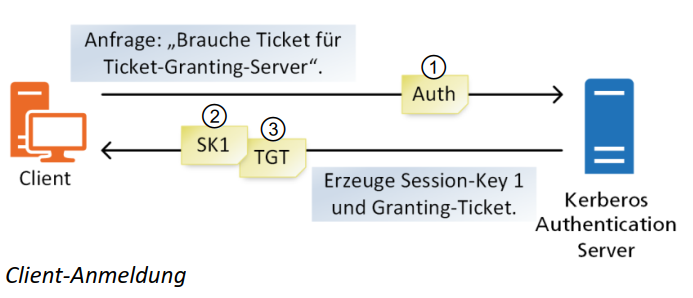 Anfrage: „Brauche Ticket für
Ticket-Granting-Server“.
①
Auth
②
③
SK1
TGT
Client
Erzeuge Session-Key 1
und Granting-Ticket.
Kerberos
Authentication
Server
Client-Anmeldung